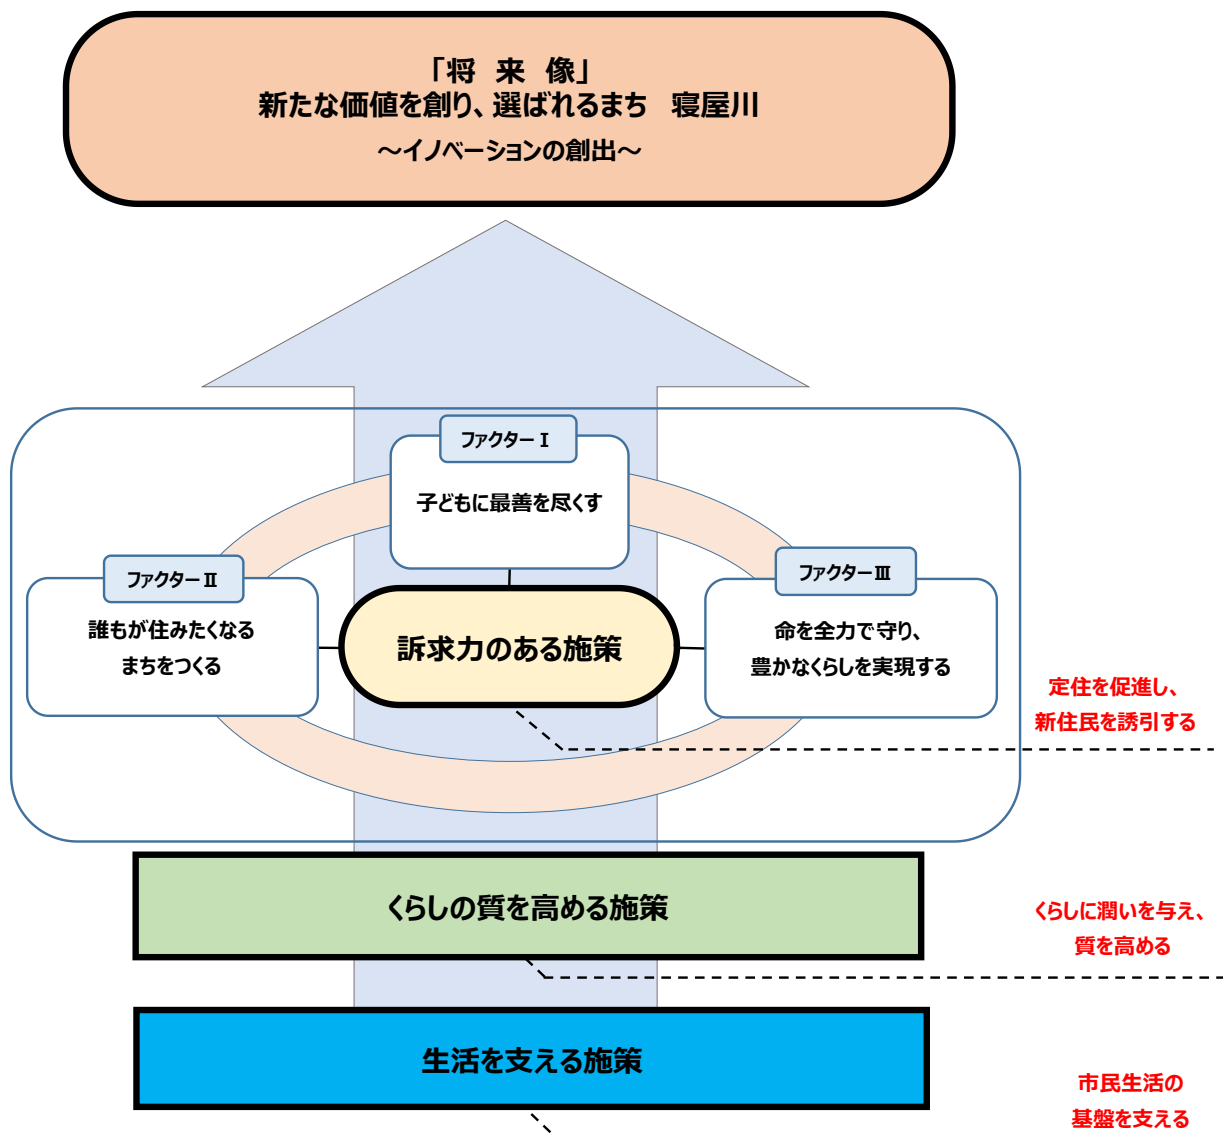 「将　来　像」
新たな価値を創り、選ばれるまち　寝屋川
～イノベーションの創出～
ファクターⅠ
子どもに最善を尽くす
ファクターⅡ
誰もが住みたくなる
まちをつくる
訴求力のある施策
ファクターⅢ
命を全力で守り、
豊かなくらしを実現する
定住を促進し、
新住民を誘引する
くらしの質を高める施策
くらしに潤いを与え、
質を高める
生活を支える施策
市民生活の
基盤を支える